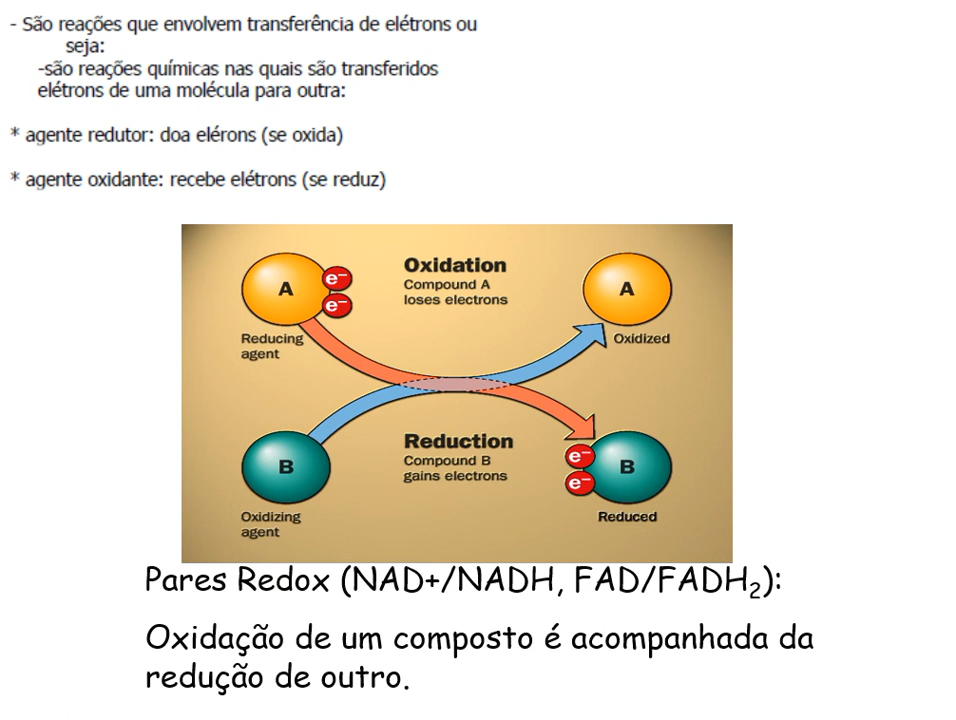 - São reações que envolvem transferência de elétrons ou
seja:
-são reações químicas nas quais são transferidos
elétrons de uma molécula para outra:
* agente redutor: doa elérons (se oxida)
* agente oxidante: recebe elétrons (se reduz)
A
e−
e−
Reducing
agent
Oxidation
Compound A
loses electrons
A
Oxidized
B
Oxidizing
agent
Reduction
Compound B
gains electrons
e−
e−
B
Reduced
Pares Redox (NAD+/NADH, FAD/FADH₂):
Oxidação de um composto é acompanhada da
redução de outro.